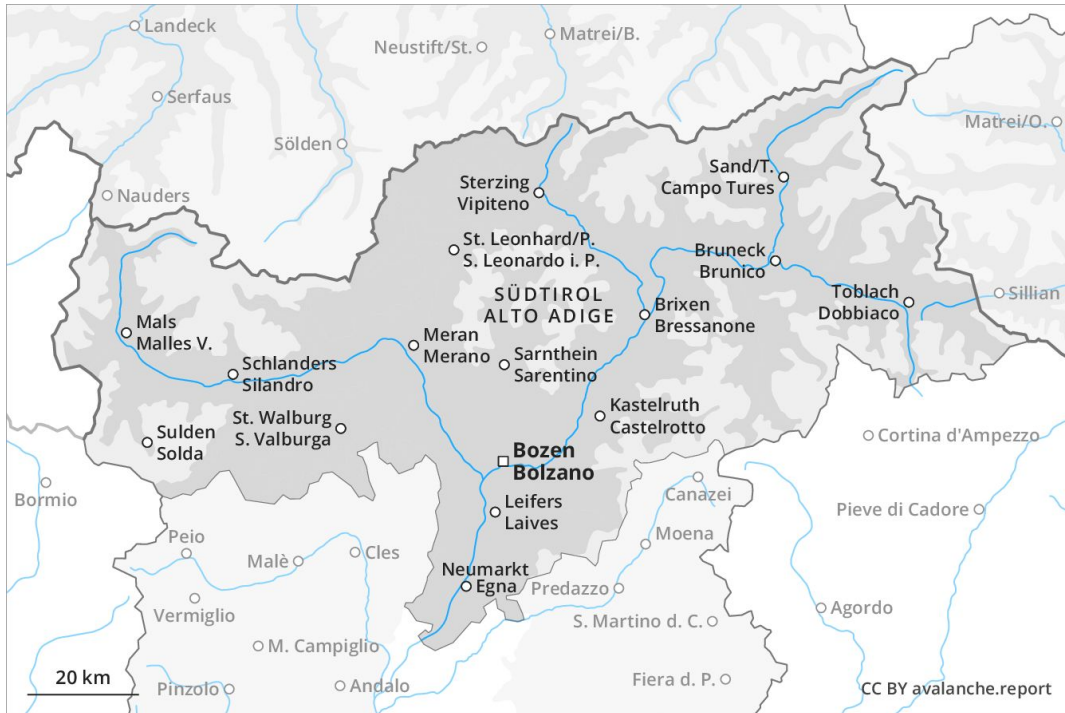 Landeck
Neustift/St.
Matrei/B.
Serfaus
Sölden
Matrei/O.
Nauders
Sand/T.
Campo Tures
Sterzing
Vipiteno
St. Leonhard/P.
S. Leonardo i. P.
Bruneck
Brunico
SÜDTIROL
ALTO ADIGE
Brixen
Bressanone
Toblach
Dobbiaco
Sillian
Mals
Malles V.
Meran
Merano
Schlanders
Silandro
Sarnthein
Sarentino
St. Walburg
S. Valburga
Kastelruth
Castelrotto
Sulden
Solda
Cortina d'Ampezzo
Bozen
Bolzano
Bormio
Canazei
Leifers
Laives
Pieve di Cadore
Peio
Malè
Cles
Moena
Neumarkt
Egna
Predazzo
Vermiglio
Agordo
S. Martino d. C.
M. Campiglio
20 km
Pinzolo
Andalo
Fiera d. P.
CC BY avalanche.report